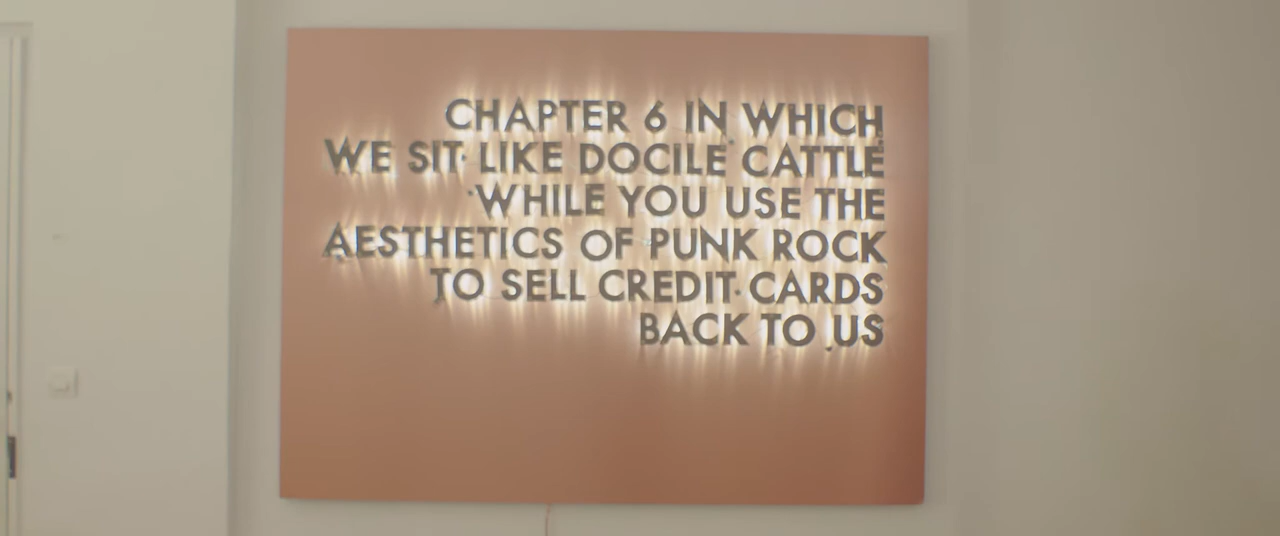 CHAPTER 6 IN WHICH
WE SIT LIKE DOCILE CATTLE
WHILE YOU USE THE
AESTHETICS OF PUNK ROCK
TO SELL CREDIT CARDS
BACK TO US